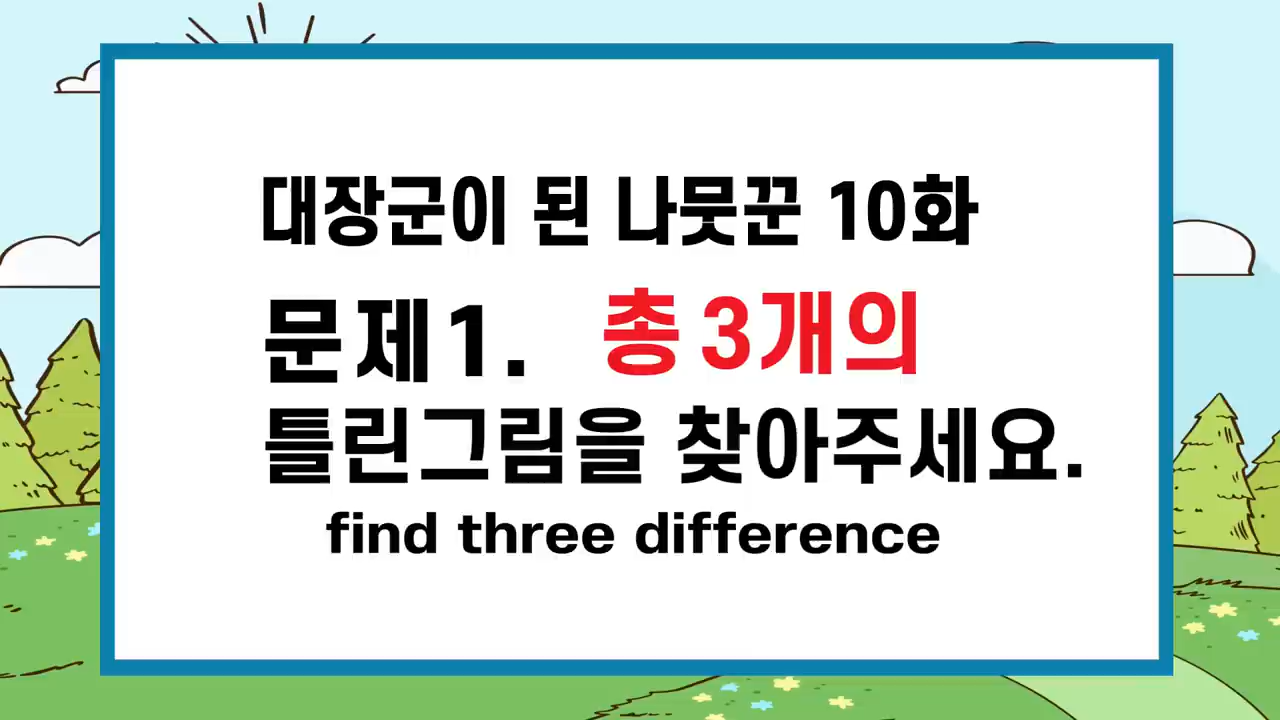 대장군이 된 나뭇꾼 10화
문제1. 총 3개의
틀린그림을 찾아주세요.
find three difference